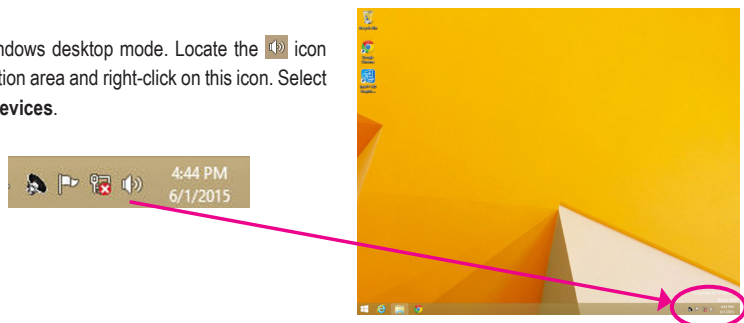 ndows desktop mode. Locate the icon
tion area and right-click on this icon. Select
evices.
4:44 PM
6/1/2015